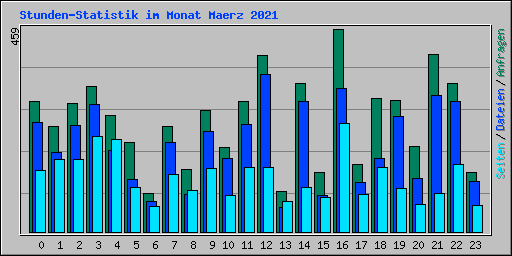 Stunden-Statistik im Monat Maerz 2021
459
Seiten / Dateien / Anfragen
0 1 2 3 4 5 6 7 8 9 10 11 12 13 14 15 16 17 18 19 20 21 22 23